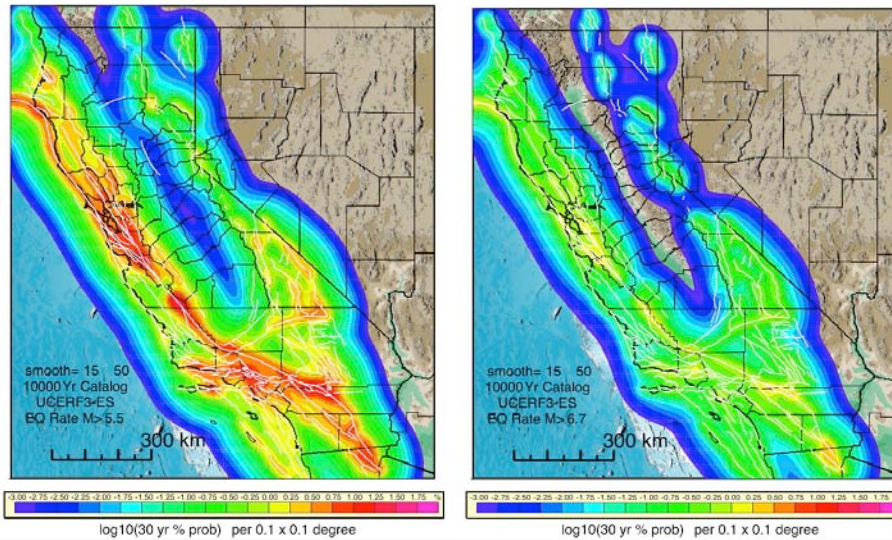 smooth= 15 50
10000Yr Catalog
UCERF3-ES
EQ Rate M>5.5
300 km
-3.00 -2.75 -2.50 -2.25 -2.00 -1.75 -1.50 -1.25 -1.00 -0.75 -0.50 -0.25 0.00 0.25 0.50 0.75 1.00 1.25 1.50 1.75 %
log10(30 yr % prob) per 0.1 x 0.1 degree
smooth= 15 50
10000Yr Catalog
UCERF3-ES
EQ Rate M>6.7
300 km
-3.00 -2.75 -2.50 -2.25 -2.00 -1.75 -1.50 -1.25 -1.00 -0.75 -0.50 -0.25 0.00 0.25 0.50 0.75 1.00 1.25 1.50 1.75
log10(30 yr % prob) per 0.1 x 0.1 degree